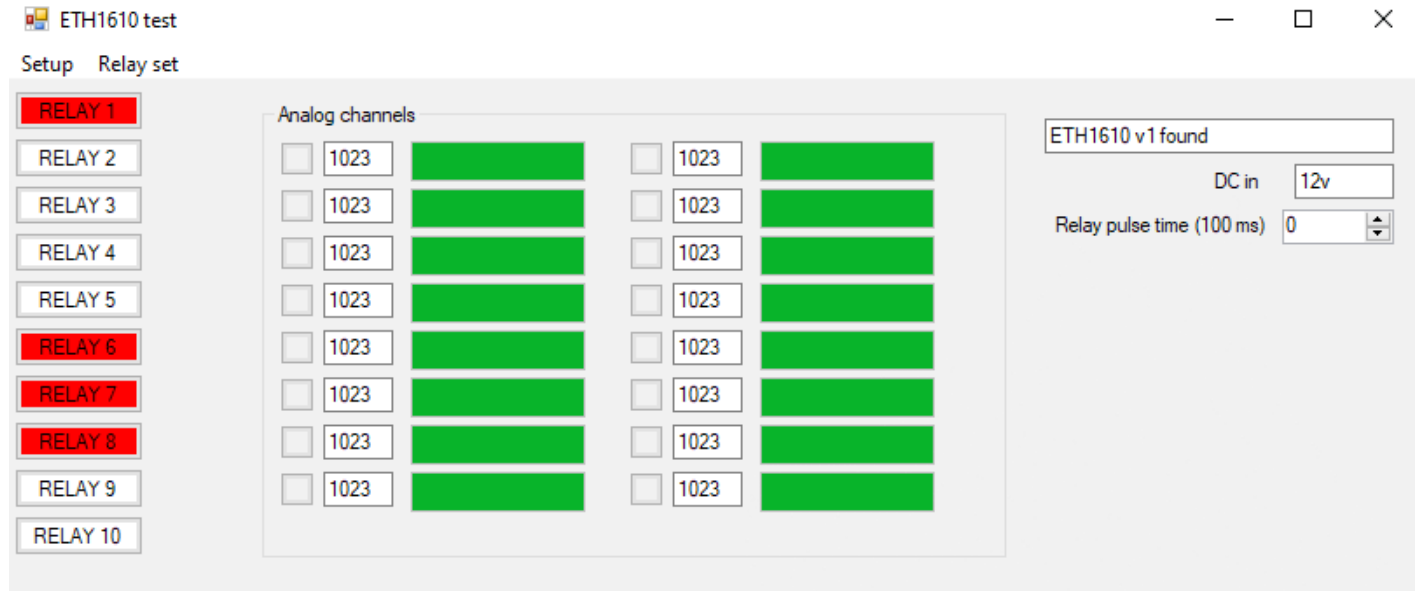 ETH1610 test
Setup Relay set
RELAY 1
RELAY 2
RELAY 3
RELAY 4
RELAY 5
RELAY 6
RELAY 7
RELAY 8
RELAY 9
RELAY 10
Analog channels
1023 1023
1023 1023
1023 1023
1023 1023
1023 1023
1023 1023
1023 1023
1023 1023
ETH1610 v1 found
DC in 12v
Relay pulse time (100 ms) 0